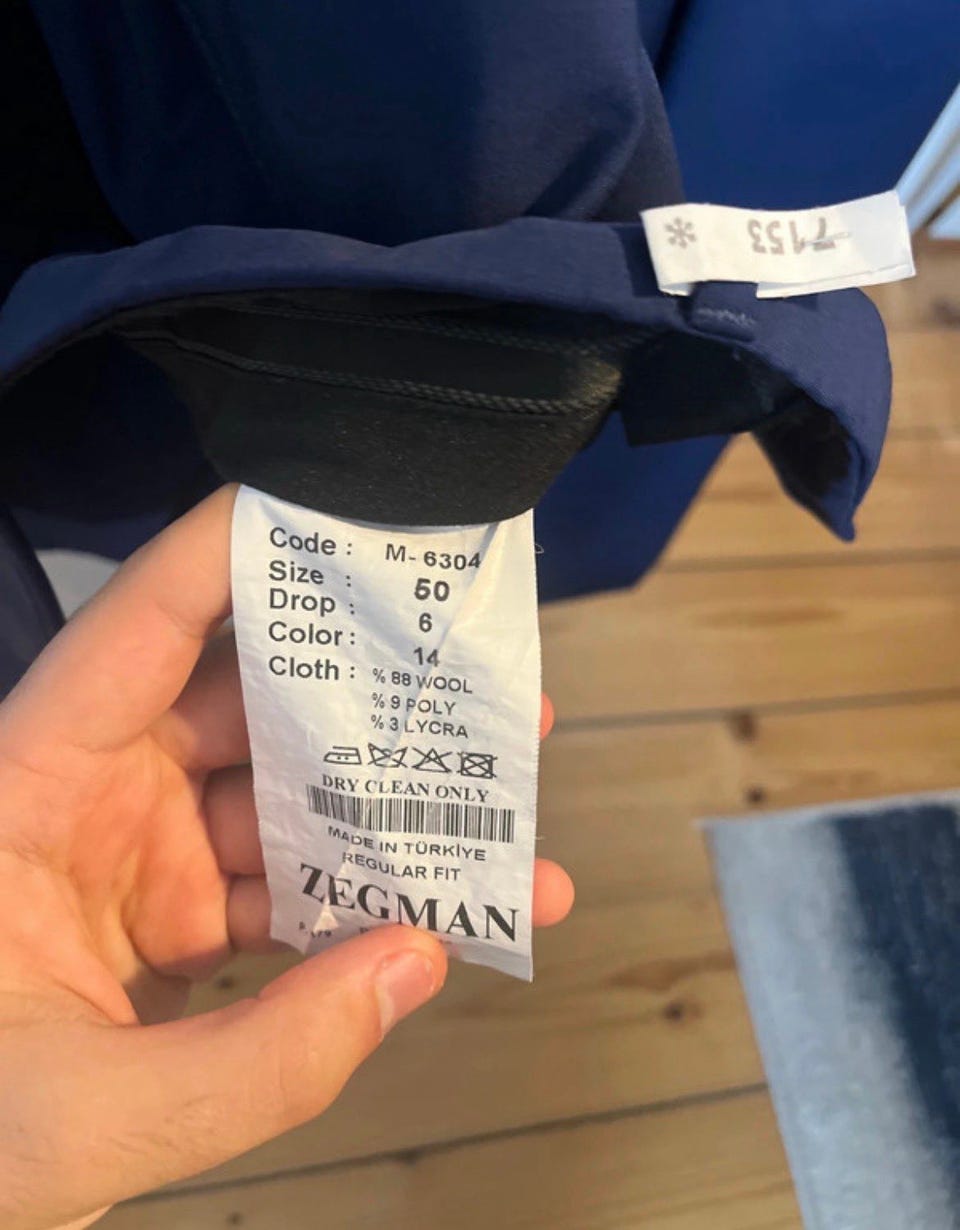 7153
Code : M- 6304
Size : 50
Drop : 6
Color : 14
Cloth : % 88 WOOL
% 9 POLY
% 3 LYCRA
DRY CLEAN ONLY
MADE IN TÜRKİYE
REGULAR FIT
ZEGMAN